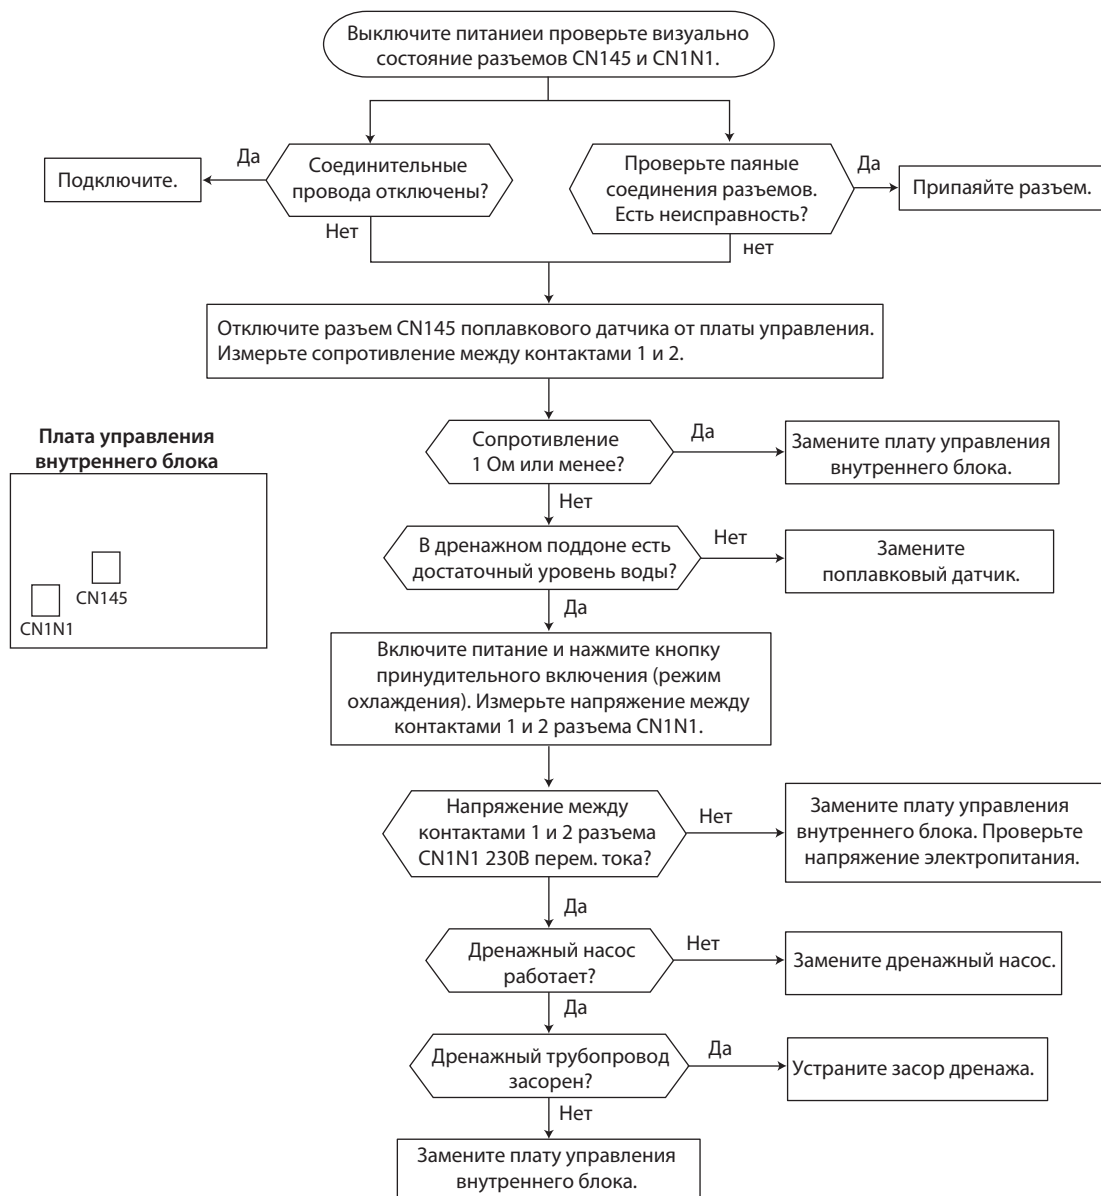 Выключите питаниеи проверьте визуально
состояние разъемов CN145 и CN1N1.
Да
Соединительные
провода отключены?
Подключите.
Нет
Проверьте паяные
соединения разъемов.
Есть неисправность?
Да
Припаяйте разъем.
нет
Отключите разъем CN145 поплавкового датчика от платы управления.
Измерьте сопротивление между контактами 1 и 2.
Плата управления
внутреннего блока
CN145
CN1N1
Сопротивление
1 Ом или менее?
Да
Замените плату управления
внутреннего блока.
Нет
В дренажном поддоне есть
достаточный уровень воды?
Нет
Замените
поплавковый датчик.
Да
Включите питание и нажмите кнопку
принудительного включения (режим
охлаждения). Измерьте напряжение между
контактами 1 и 2 разъема CN1N1.
Напряжение между
контактами 1 и 2 разъема
CN1N1 230В перем. тока?
Нет
Замените плату управления
внутреннего блока. Проверьте
напряжение электропитания.
Да
Дренажный насос
работает?
Нет
Замените дренажный насос.
Да
Дренажный трубопровод
засорен?
Да
Устраните засор дренажа.
Нет
Замените плату управления
внутреннего блока.